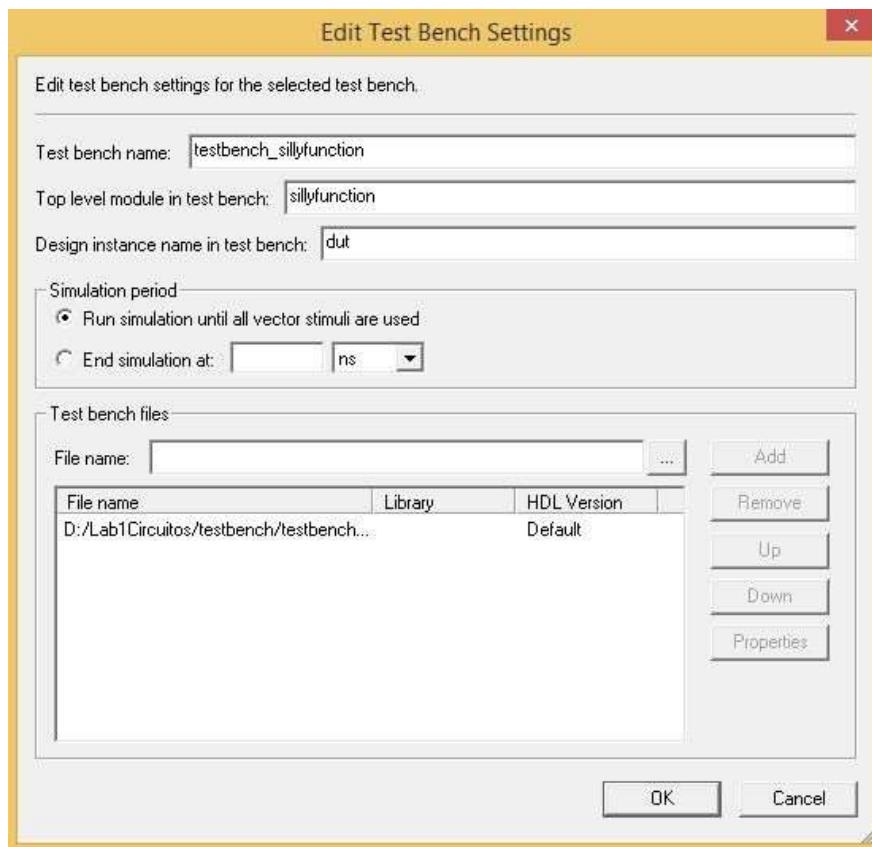 Edit Test Bench Settings
Edit test bench settings for the selected test bench.
Test bench name: testbench_sillyfunction
Top level module in test bench: sillyfunction
Design instance name in test bench: dut
Simulation period
Run simulation until all vector stimuli are used
End simulation at: ns
Test bench files
File name: ... Add
File name Library HDL Version Remove
D:/Lab1Circuitos/testbench/testbench... Default
Up
Down
Properties
OK Cancel